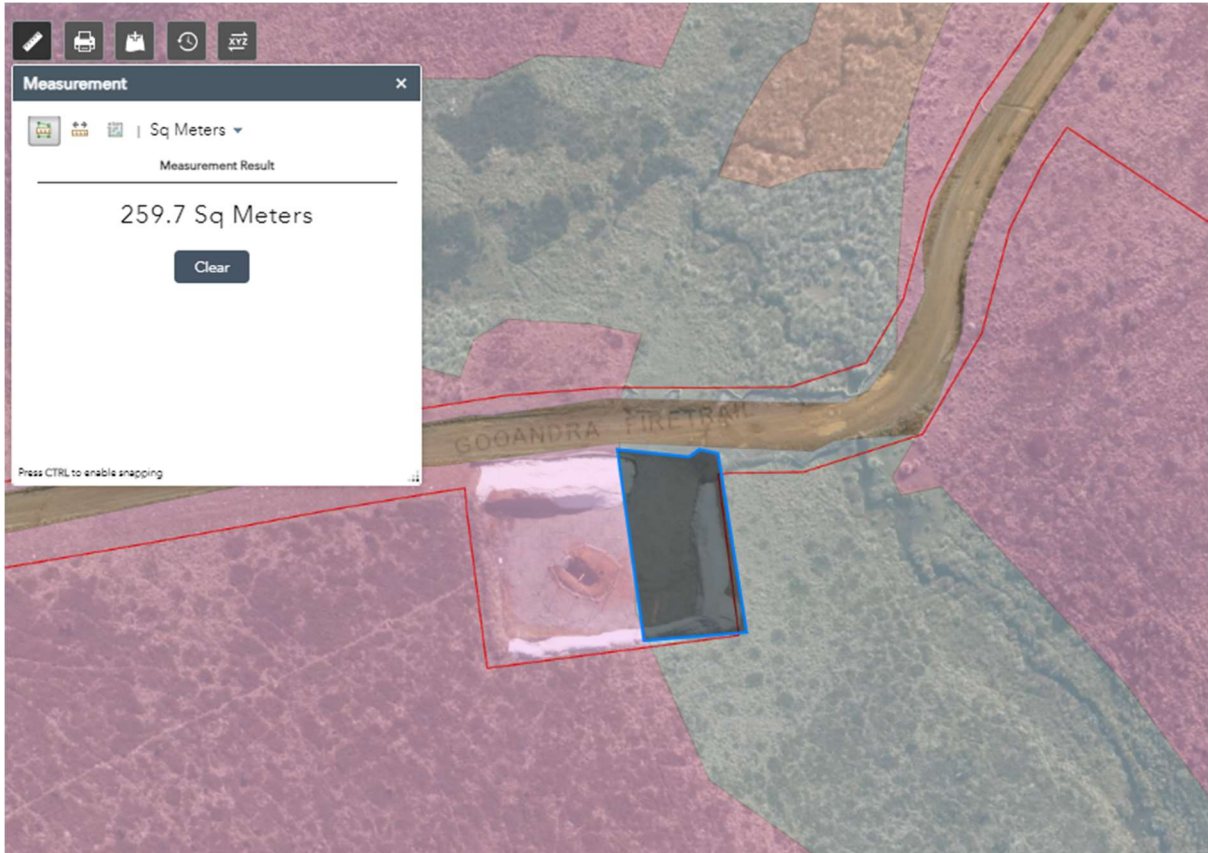 XYZ
Measurement
Sq Meters
Measurement Result
259.7 Sq Meters
Clear
Press CTRL to enable snapping
GOOANDRA FIRETRAIL